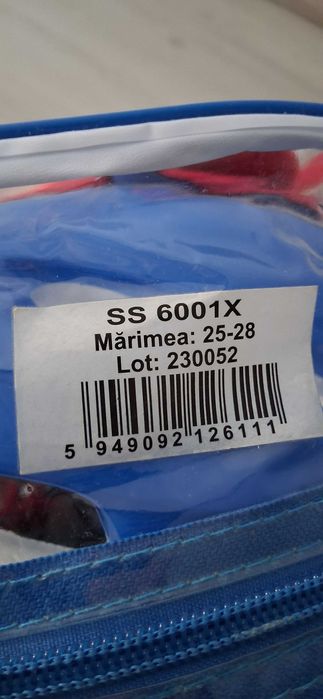 SS 6001X
Mărimea: 25-28
Lot: 230052
5 949092 126111